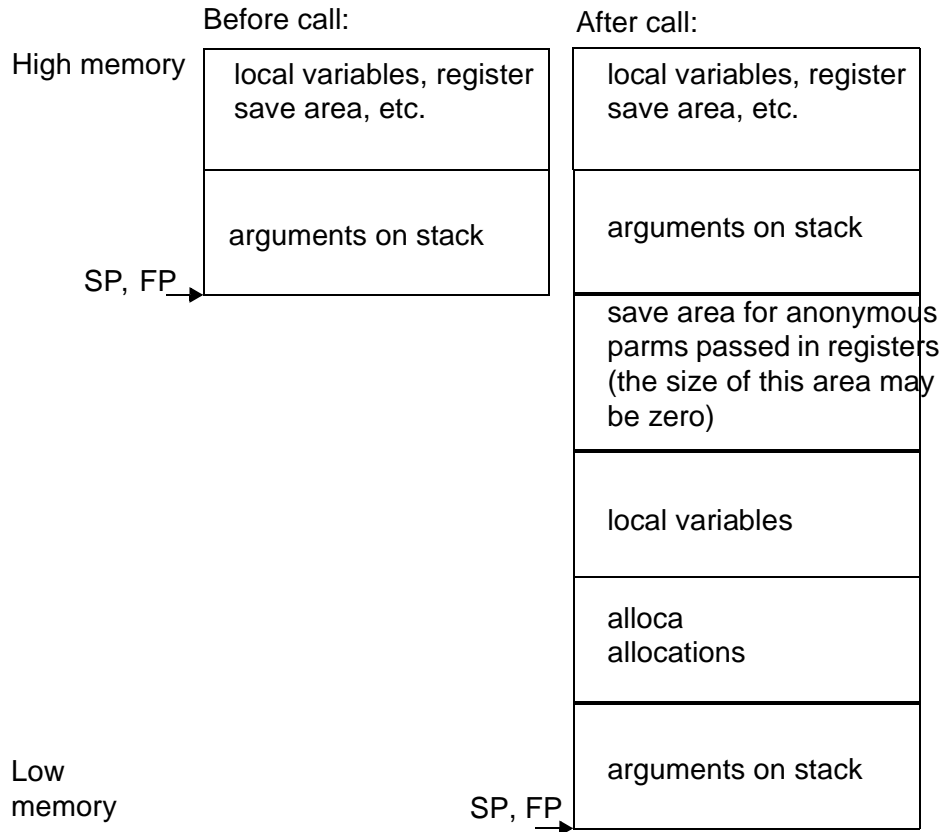 Before call:
After call:
High memory
local variables, register
save area, etc.
arguments on stack
SP, FP
local variables, register
save area, etc.
arguments on stack
save area for anonymous
parms passed in registers
(the size of this area may
be zero)
local variables
alloca
allocations
arguments on stack
Low
memory
SP, FP